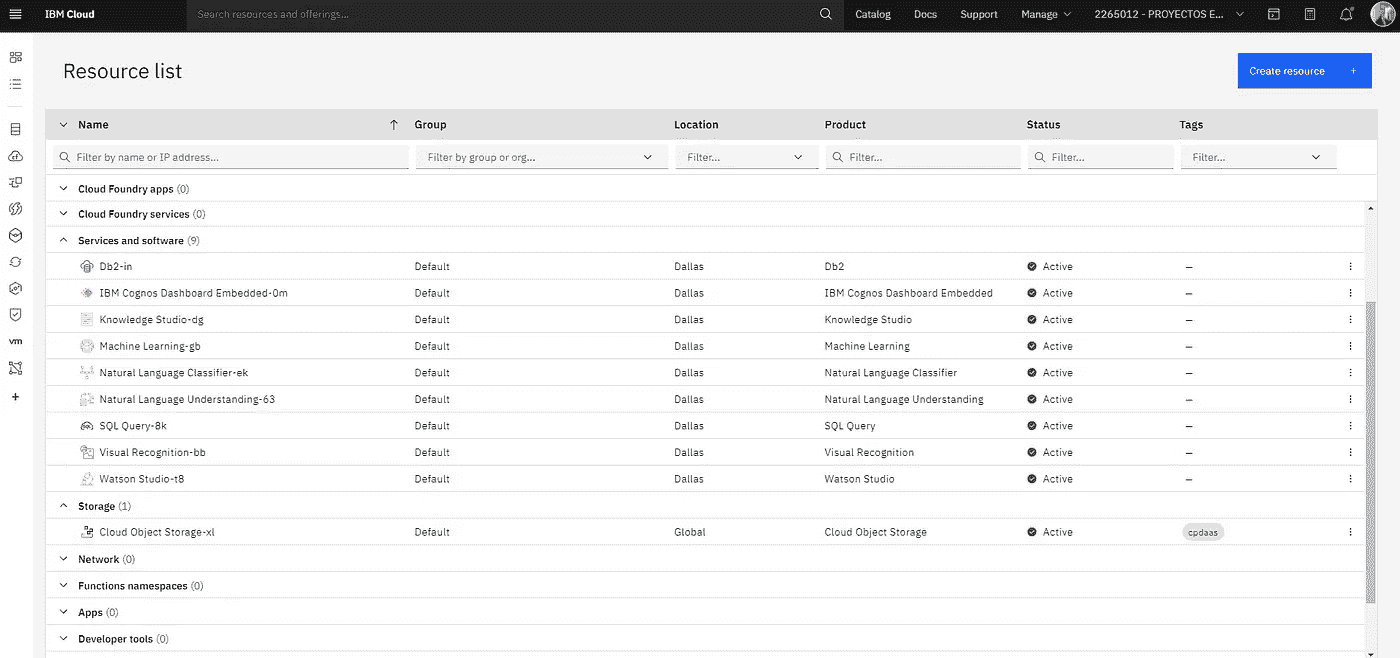 IBM Cloud Search resources and offerings... Catalog Docs Support Manage 2265012 - PROYECTOS E...
Resource list
Create resource +
Name Group Location Product Status Tags
Filter by name or IP address... Filter by group or org... Filter... Filter... Filter... Filter...
Cloud Foundry apps (0)
Cloud Foundry services (0)
Services and software (9)
Db2-in Default Dallas Db2 Active –
IBM Cognos Dashboard Embedded-0m Default Dallas IBM Cognos Dashboard Embedded Active –
Knowledge Studio-dg Default Dallas Knowledge Studio Active –
Machine Learning-gb Default Dallas Machine Learning Active –
Natural Language Classifier-ek Default Dallas Natural Language Classifier Active –
Natural Language Understanding-63 Default Dallas Natural Language Understanding Active –
SQL Query-8k Default Dallas SQL Query Active –
Visual Recognition-bb Default Dallas Visual Recognition Active –
vm
Watson Studio-t8 Default Dallas Watson Studio Active –
Storage (1)
Cloud Object Storage-xl Default Global Cloud Object Storage Active cpdaas
Network (0)
Functions namespaces (0)
Apps (0)
Developer tools (0)